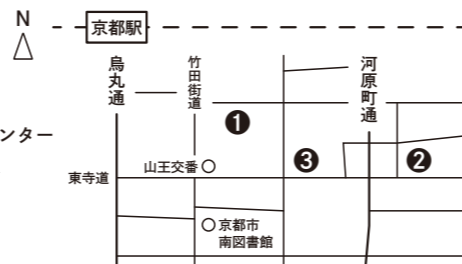 N
京都駅
烏丸通
竹田街道
河原町通
ンター
❶
山王交番
❸
❷
東寺道
京都市
南図書館